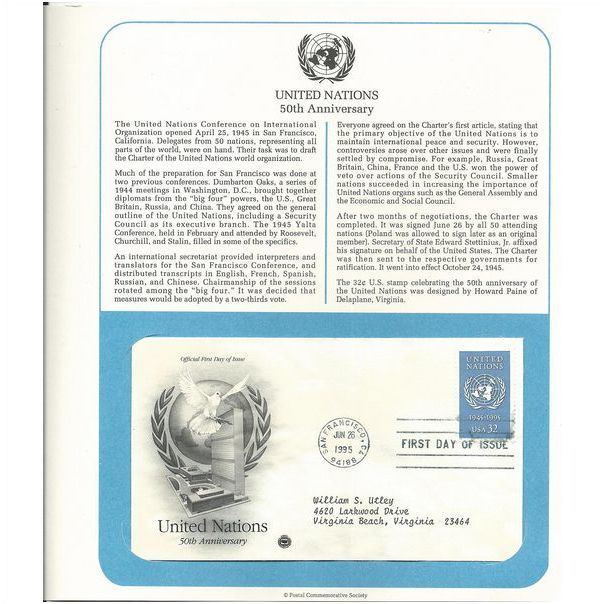 UNITED NATIONS
50th Anniversary
The United Nations Conference on International
Organization opened April 25, 1945 in San Francisco,
California. Delegates from 50 nations, representing all
parts of the world, were on hand. Their task was to draft
the Charter of the United Nations world organization.
Much of the preparation for San Francisco was done at
two previous conferences. Dumbarton Oaks, a series of
1944 meetings in Washington, D.C., brought together
diplomats from the "big four" powers, the U.S., Great
Britain, Russia, and China. They agreed on the general
outline of the United Nations, including a Security
Council as its executive branch. The 1945 Yalta
Conference, held in February and attended by Roosevelt,
Churchill, and Stalin, filled in some of the specifics.
An international secretariat provided interpreters and
translators for the San Francisco Conference, and
distributed transcripts in English, French, Spanish,
Russian, and Chinese. Chairmanship of the sessions
rotated among the "big four." It was decided that
measures would be adopted by a two-thirds vote.
Everyone agreed on the Charter's first article, stating that
the primary objective of the United Nations is to
maintain international peace and security. However,
controversies arose over other issues and were finally
settled by compromise. For example, Russia, Great
Britain, China, France and the U.S. won the power of
veto over actions of the Security Council. Smaller
nations succeeded in increasing the importance of
United Nations organs such as the General Assembly and
the Economic and Social Council.
After two months of negotiations, the Charter was
completed. It was signed June 26 by all 50 attending
nations (Poland was allowed to sign later as an original
member). Secretary of State Edward Stettinius, Jr. affixed
his signature on behalf of the United States. The Charter
was then sent to the respective governments for
ratification. It went into effect October 24, 1945.
The 32¢ U.S. stamp celebrating the 50th anniversary of
the United Nations was designed by Howard Paine of
Delaplane, Virginia.
Official First Day of Issue
United Nations
50th Anniversary
SAN FRANCISCO, CA
JUN 26
1995
94188
UNITED
NATIONS
1945-1995
USA 32
FIRST DAY OF ISSUE
William S. Utley
4620 Larkwood Drive
Virginia Beach, Virginia 23464
© Postal Commemorative Society